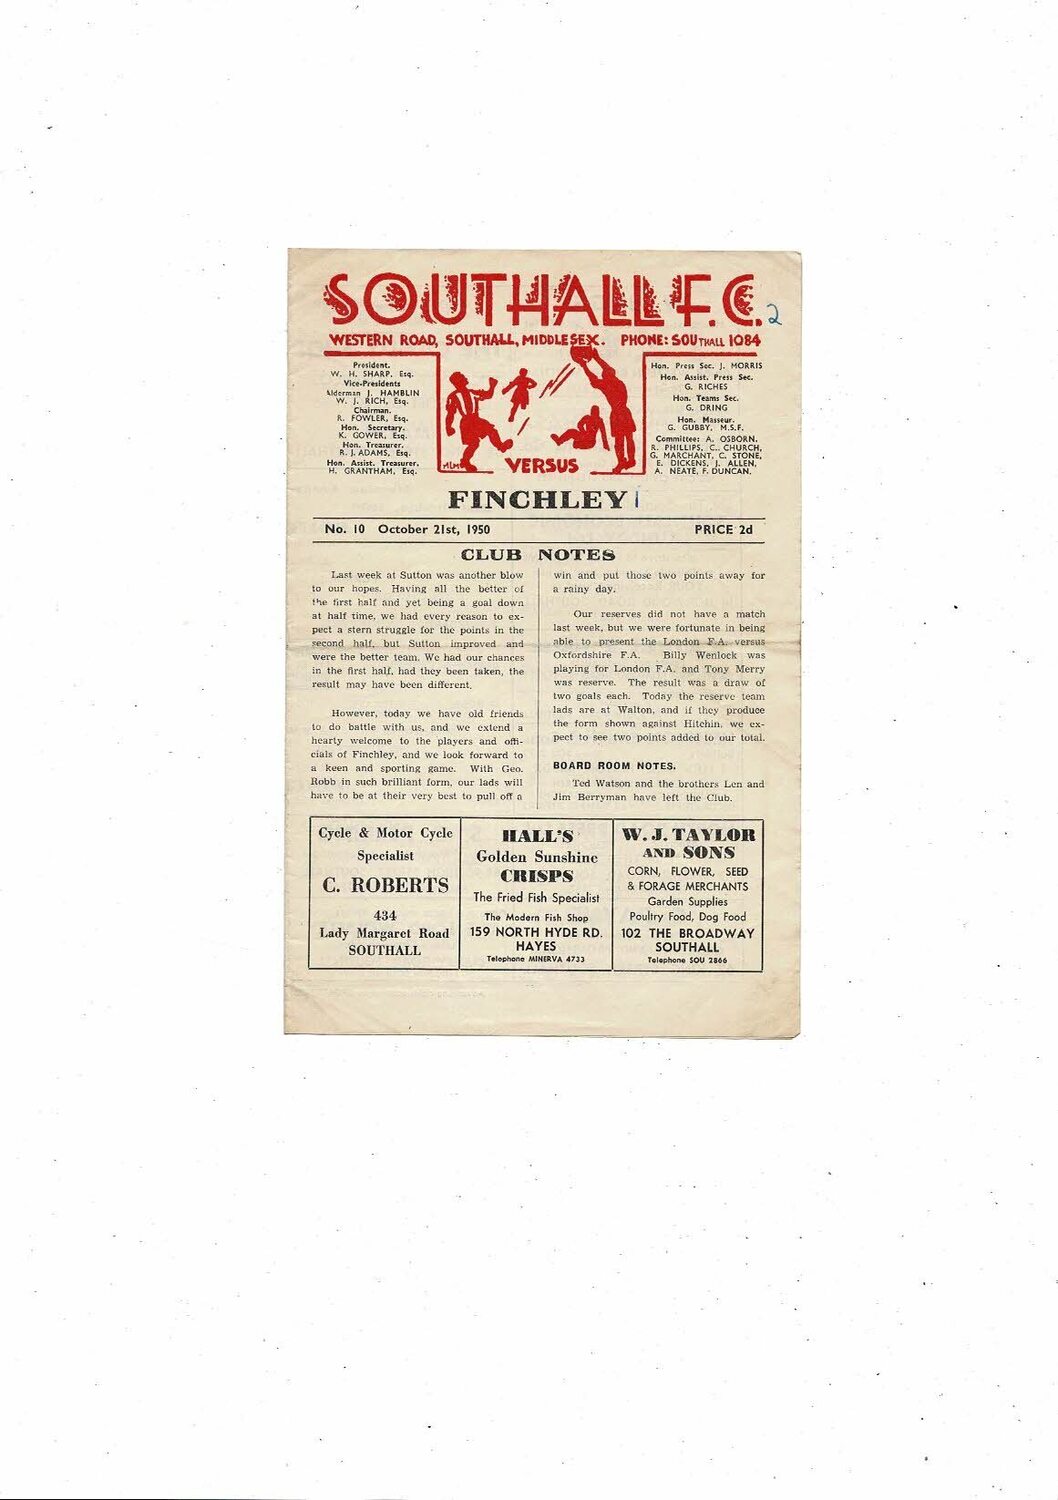 SOUTHALL F.C. 2
WESTERN ROAD, SOUTHALL, MIDDLESEX. PHONE: SOUTHALL 1084
President.
W. H. SHARP, Esq.
Vice-Presidents
Alderman J. HAMBLIN
W. J. RICH, Esq.
Chairman.
R. FOWLER, Esq.
Hon. Secretary.
K. GOWER, Esq.
Hon. Treasurer.
R. J. ADAMS, Esq.
Hon. Assist. Treasurer.
H. GRANTHAM, Esq.
VERSUS
Hon. Press Sec. J. MORRIS
Hon. Assist. Press Sec.
G. RICHES
Hon. Teams Sec.
G. DRING
Hon. Masseur.
G. GUBBY, M.S.F.
Committee: A. OSBORN,
R. PHILLIPS, C. CHURCH,
G. MARCHANT, C. STONE,
E. DICKENS, J. ALLEN,
A. NEATE, F. DUNCAN.
FINCHLEY 1
No. 10 October 21st, 1950 PRICE 2d
CLUB NOTES
Last week at Sutton was another blow
to our hopes. Having all the better of
the first half and yet being a goal down
at half time, we had every reason to ex-
pect a stern struggle for the points in the
second half, but Sutton improved and
were the better team. We had our chances
in the first half, had they been taken, the
result may have been different.
However, today we have old friends
to do battle with us, and we extend a
hearty welcome to the players and offi-
cials of Finchley, and we look forward to
a keen and sporting game. With Geo.
Robb in such brilliant form, our lads will
have to be at their very best to pull off a
win and put those two points away for
a rainy day.
Our reserves did not have a match
last week, but we were fortunate in being
able to present the London F.A. versus
Oxfordshire F.A. Billy Wenlock was
playing for London F.A. and Tony Merry
was reserve. The result was a draw of
two goals each. Today the reserve team
lads are at Walton, and if they produce
the form shown against Hitchin, we ex-
pect to see two points added to our total.
BOARD ROOM NOTES.
Ted Watson and the brothers Len and
Jim Berryman have left the Club.
Cycle & Motor Cycle
Specialist
C. ROBERTS
434
Lady Margaret Road
SOUTHALL
HALL'S
Golden Sunshine
CRISPS
The Fried Fish Specialist
The Modern Fish Shop
159 NORTH HYDE RD.
HAYES
Telephone MINERVA 4733
W. J. TAYLOR
AND SONS
CORN, FLOWER, SEED
& FORAGE MERCHANTS
Garden Supplies
Poultry Food, Dog Food
102 THE BROADWAY
SOUTHALL
Telephone SOU 2866